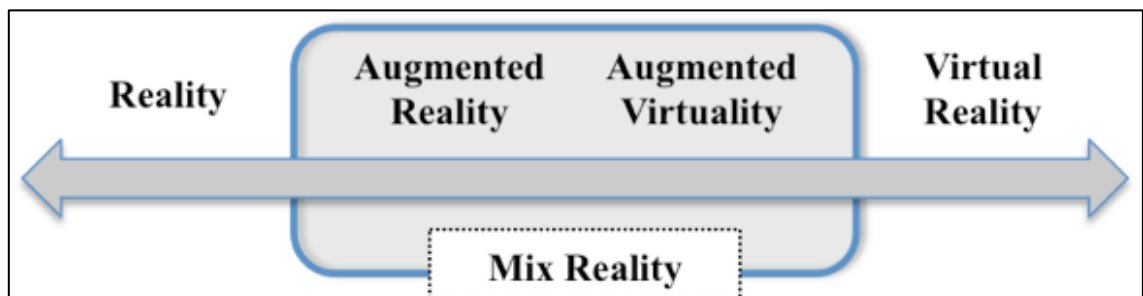 Reality
Augmented
Reality
Augmented
Virtuality
Virtual
Reality
Mix Reality